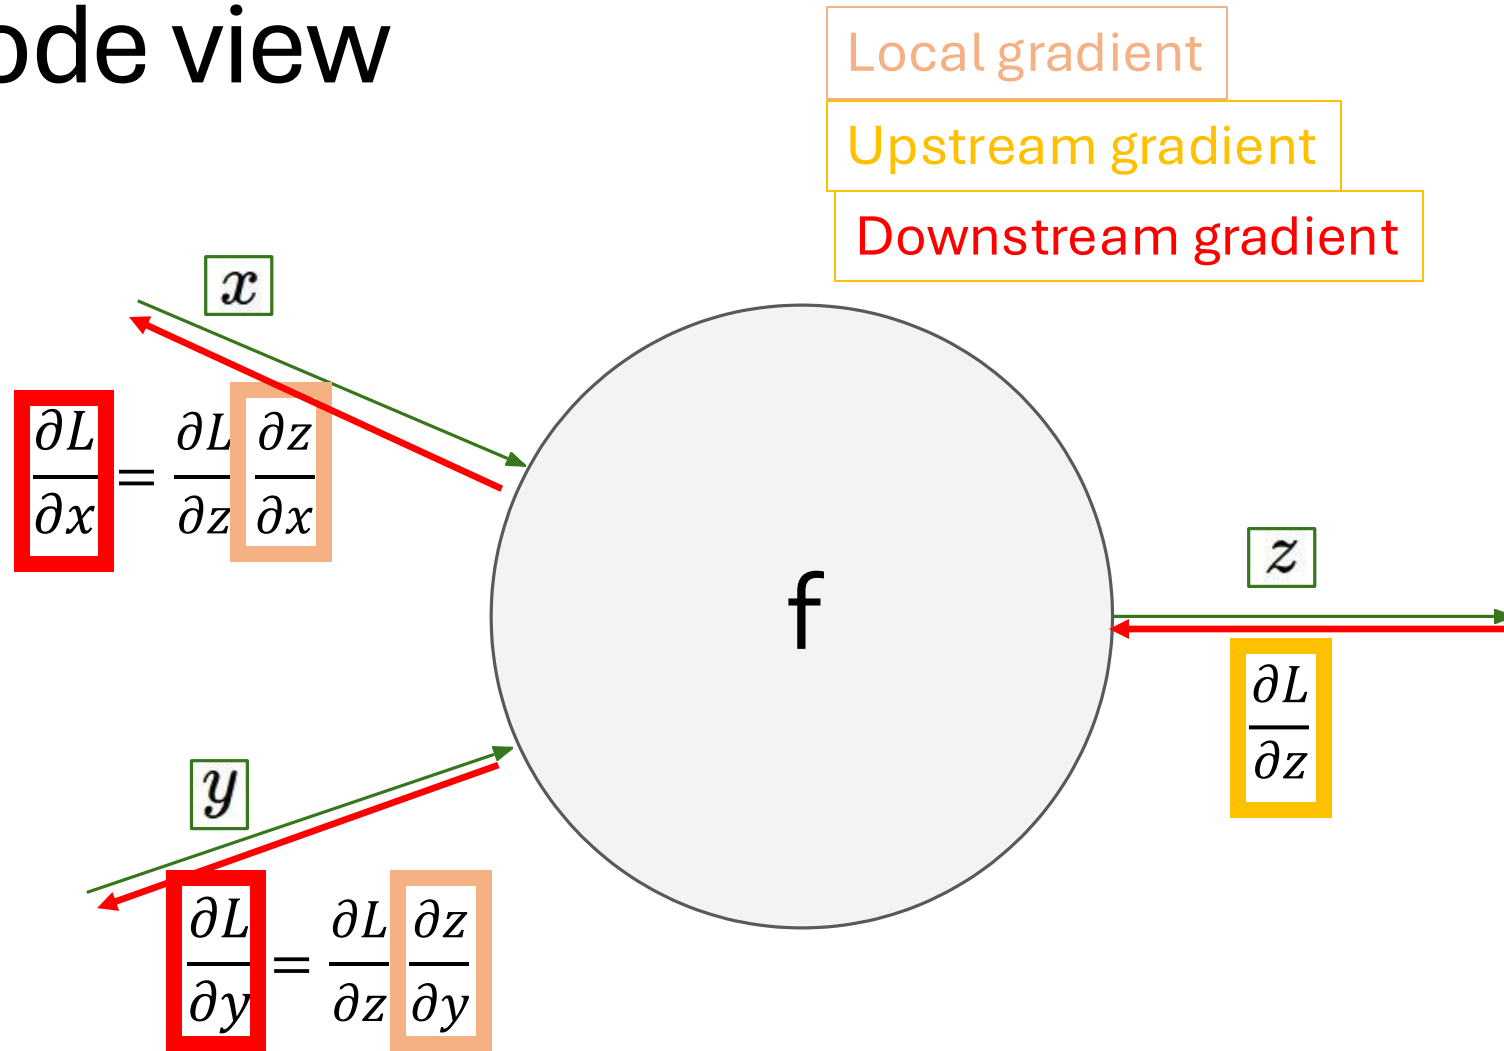 ode view
Local gradient
Upstream gradient
Downstream gradient
x
∂L/∂x = ∂L/∂z ∂z/∂x
f
z
∂L/∂z
y
∂L/∂y = ∂L/∂z ∂z/∂y